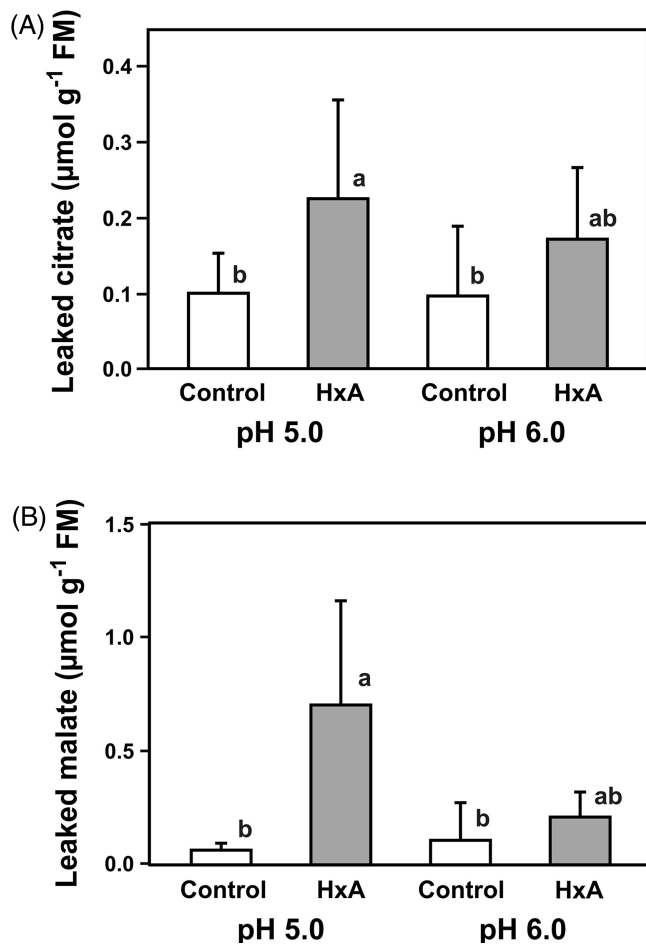 (A)
Leaked citrate (µmol g⁻¹ FM)
0.4
0.3
0.2
0.1
0.0
b
a
b
ab
Control HxA Control HxA
pH 5.0 pH 6.0
(B)
Leaked malate (µmol g⁻¹ FM)
1.5
1.0
0.5
0.0
b
a
b
ab
Control HxA Control HxA
pH 5.0 pH 6.0